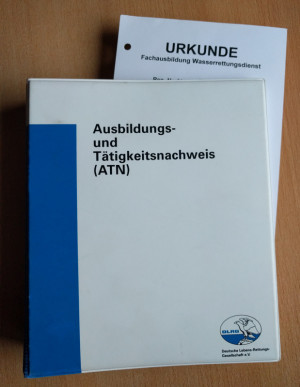 URKUNDE
Fachausbildung Wasserrettungsdienst
Ausbildungs-
und
Tätigkeitsnachweis
(ATN)
DLRG
Deutsche Lebens-Rettungs-
Gesellschaft e.V.